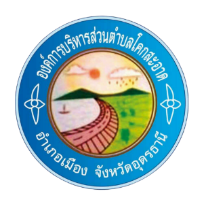 องค์การบริหารส่วนตำบลโคกสะอาด
อำเภอเมือง จังหวัดอุดรธานี